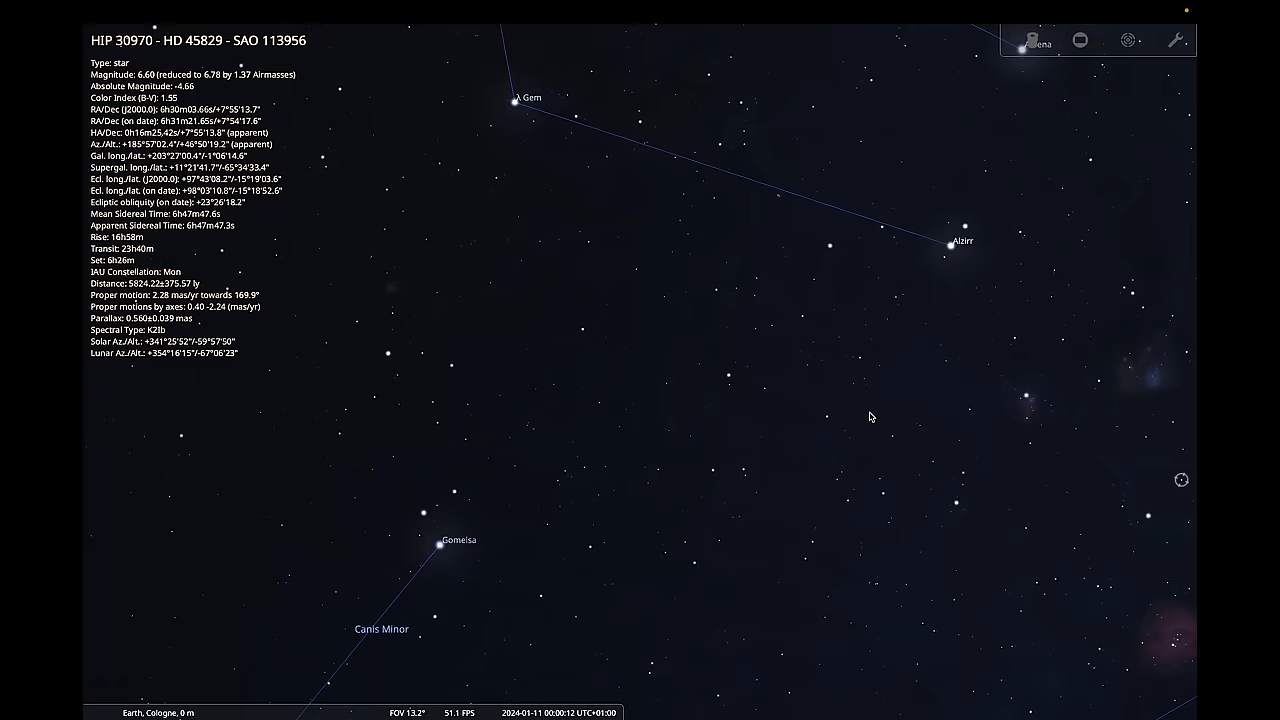 HIP 30970 - HD 45829 - SAO 113956
Type: star
Magnitude: 6.60 (reduced to 6.78 by 1.37 Airmasses)
Absolute Magnitude: -4.66
Color Index (B-V): 1.55
RA/Dec (J2000.0): 6h30m03.66s/+7°55'13.7"
RA/Dec (on date): 6h31m21.65s/+7°54'17.6"
HA/Dec: 0h16m25.42s/+7°55'13.8" (apparent)
Az./Alt.: +185°57'02.4"/+46°50'19.2" (apparent)
Gal. long./lat.: +203°27'00.4"/-1°06'14.6"
Supergal. long./lat.: +11°21'41.7"/-65°34'33.4"
Ecl. long./lat. (J2000.0): +97°43'08.2"/-15°19'03.6"
Ecl. long./lat. (on date): +98°03'10.8"/-15°18'52.6"
Ecliptic obliquity (on date): +23°26'18.2"
Mean Sidereal Time: 6h47m47.6s
Apparent Sidereal Time: 6h47m47.3s
Rise: 16h58m
Transit: 23h40m
Set: 6h26m
IAU Constellation: Mon
Distance: 5824.22±375.57 ly
Proper motion: 2.28 mas/yr towards 169.9°
Proper motions by axes: 0.40 -2.24 (mas/yr)
Parallax: 0.560±0.039 mas
Spectral Type: K2Ib
Solar Az./Alt.: +341°25'52"/-59°57'50"
Lunar Az./Alt.: +354°16'15"/-67°06'23"
λ Gem
Alzirr
Gomeisa
Canis Minor
Earth, Cologne, 0 m FOV 13.2° 51.1 FPS 2024-01-11 00:00:12 UTC+01:00